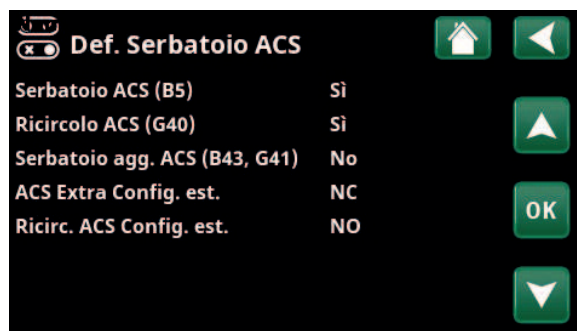 Def. Serbatoio ACS
Serbatoio ACS (B5) Sì
Ricircolo ACS (G40) Sì
Serbatoio agg. ACS (B43, G41) No
ACS Extra Config. est. NC
Ricirc. ACS Config. est. NO
OK